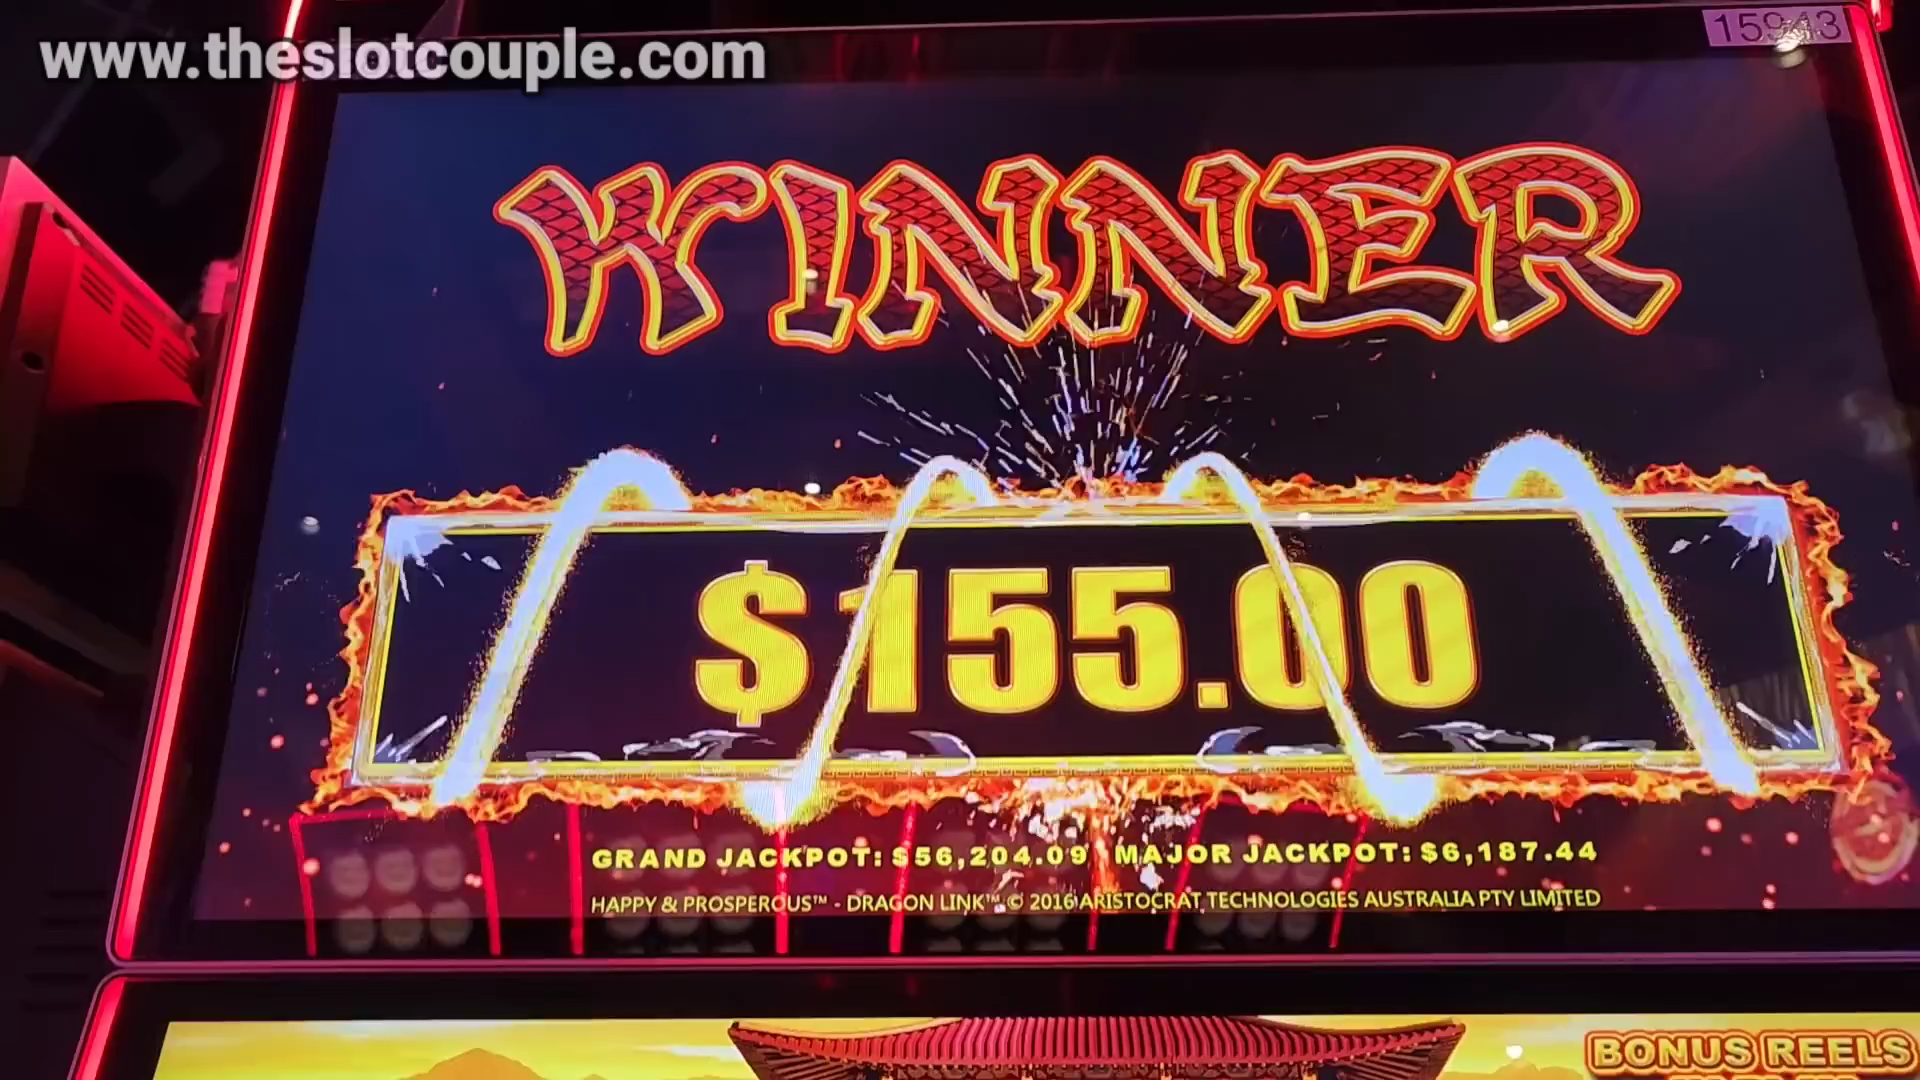 www.theslotcouple.com
15943
WINNER
$155.00
GRAND JACKPOT: $56,204.09 MAJOR JACKPOT: $6,187.44
HAPPY & PROSPEROUS™ - DRAGON LINK™ © 2016 ARISTOCRAT TECHNOLOGIES AUSTRALIA PTY LIMITED
BONUS REELS